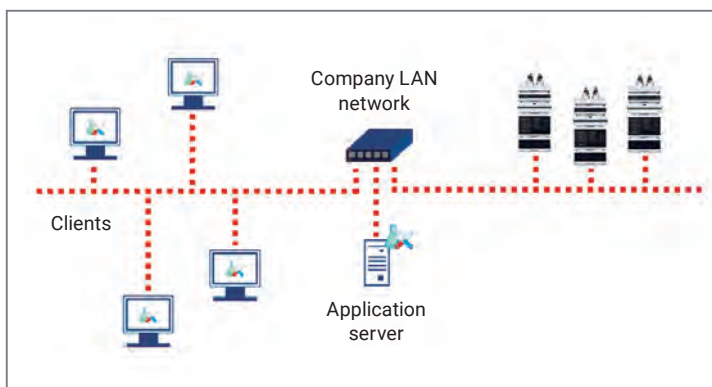 Company LAN
network
Clients
Application
server